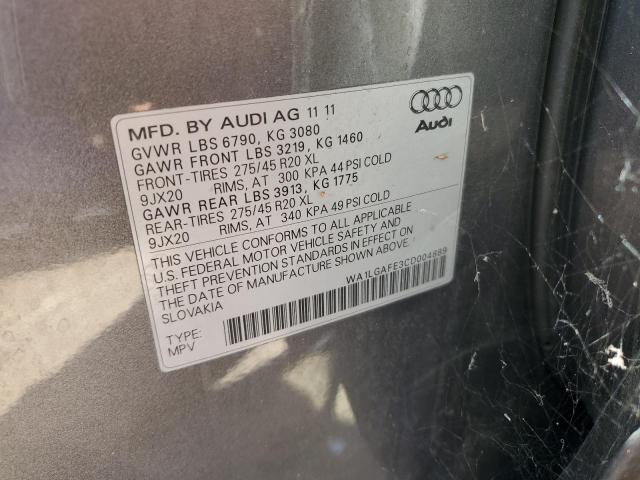 MFD. BY AUDI AG 11 11
Audi
GVWR LBS 6790, KG 3080
GAWR FRONT LBS 3219, KG 1460
FRONT-TIRES 275/45 R20 XL
9JX20 RIMS, AT 300 KPA 44 PSI COLD
GAWR REAR LBS 3913, KG 1775
REAR-TIRES 275/45 R20 XL
9JX20 RIMS, AT 340 KPA 49 PSI COLD
THIS VEHICLE CONFORMS TO ALL APPLICABLE
U.S. FEDERAL MOTOR VEHICLE SAFETY AND
THEFT PREVENTION STANDARDS IN EFFECT ON
THE DATE OF MANUFACTURE SHOWN ABOVE.
SLOVAKIA
WA1LGAFE3CD004889
TYPE:
MPV